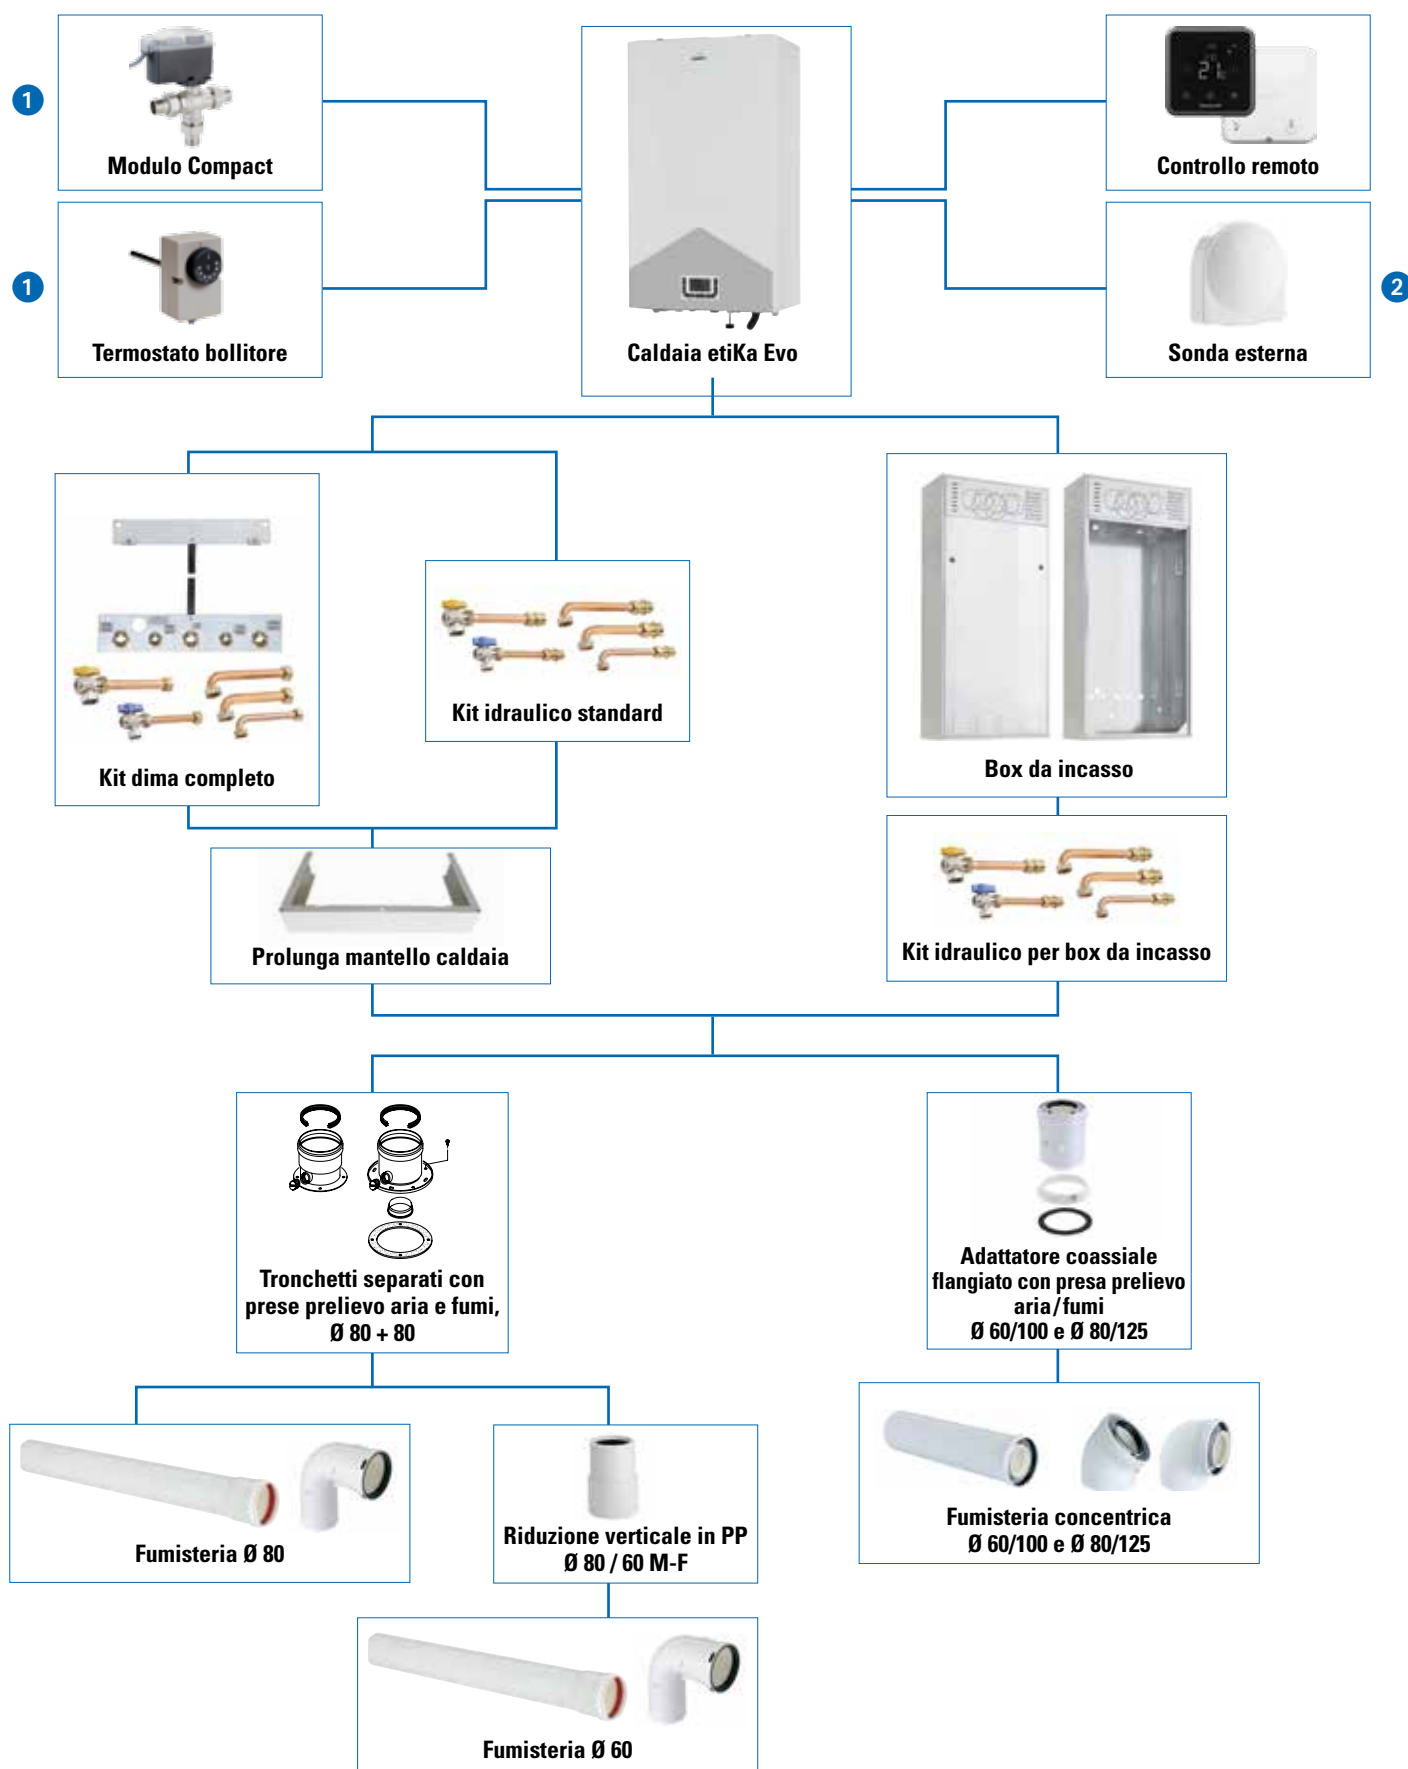 1
Modulo Compact
Controllo remoto
1
Termostato bollitore
Caldaia etiKa Evo
2
Sonda esterna
Kit dima completo
Kit idraulico standard
Box da incasso
Prolunga mantello caldaia
Kit idraulico per box da incasso
Tronchetti separati con
prese prelievo aria e fumi,
Ø 80 + 80
Adattatore coassiale
flangiato con presa prelievo
aria/fumi
Ø 60/100 e Ø 80/125
Fumisteria Ø 80
Riduzione verticale in PP
Ø 80 / 60 M-F
Fumisteria concentrica
Ø 60/100 e Ø 80/125
Fumisteria Ø 60